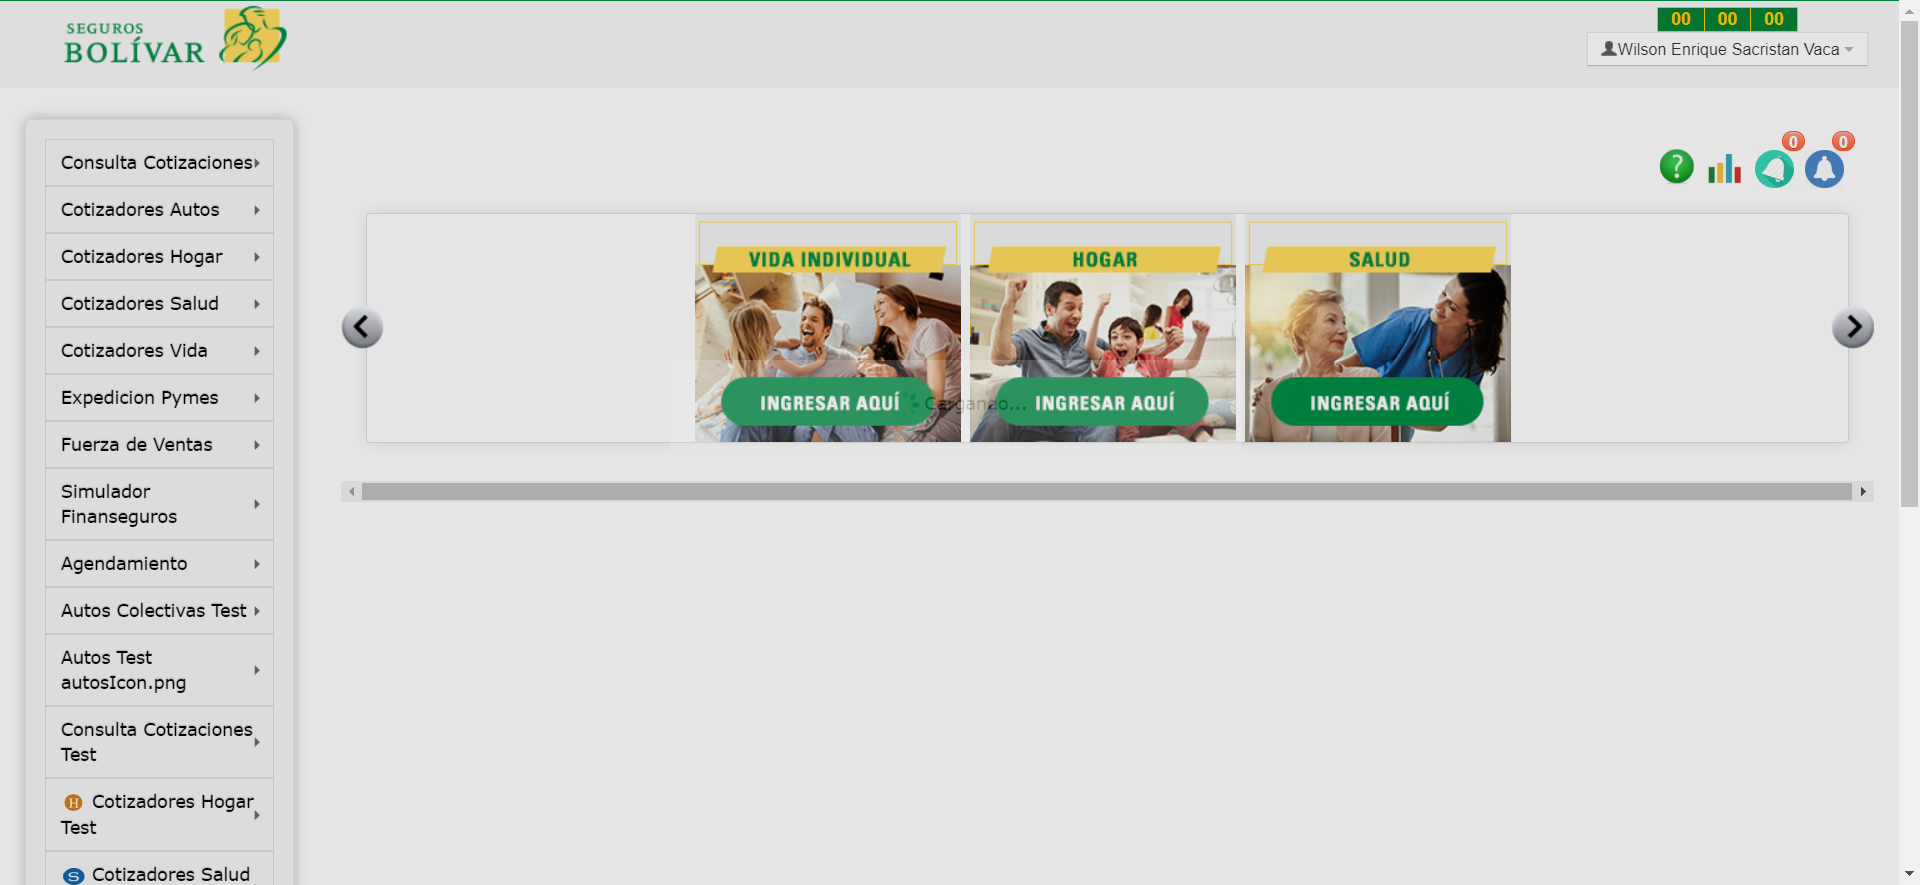 SEGUROS
BOLÍVAR
00 00 00
Wilson Enrique Sacristan Vaca
0 0
?
Consulta Cotizaciones
Cotizadores Autos
Cotizadores Hogar
Cotizadores Salud
Cotizadores Vida
Expedicion Pymes
Fuerza de Ventas
Simulador
Finanseguros
Agendamiento
Autos Colectivas Test
Autos Test
autosIcon.png
Consulta Cotizaciones
Test
H Cotizadores Hogar
Test
S Cotizadores Salud
VIDA INDIVIDUAL
INGRESAR AQUÍ
HOGAR
INGRESAR AQUÍ
SALUD
INGRESAR AQUÍ
Cargando...